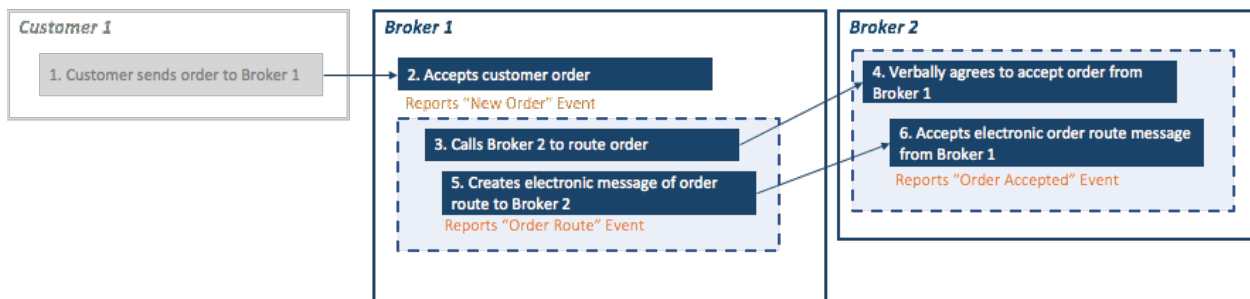 Customer 1
1. Customer sends order to Broker 1
Broker 1
2. Accepts customer order
Reports "New Order" Event
3. Calls Broker 2 to route order
5. Creates electronic message of order
route to Broker 2
Reports "Order Route" Event
Broker 2
4. Verbally agrees to accept order from
Broker 1
6. Accepts electronic order route message
from Broker 1
Reports "Order Accepted" Event